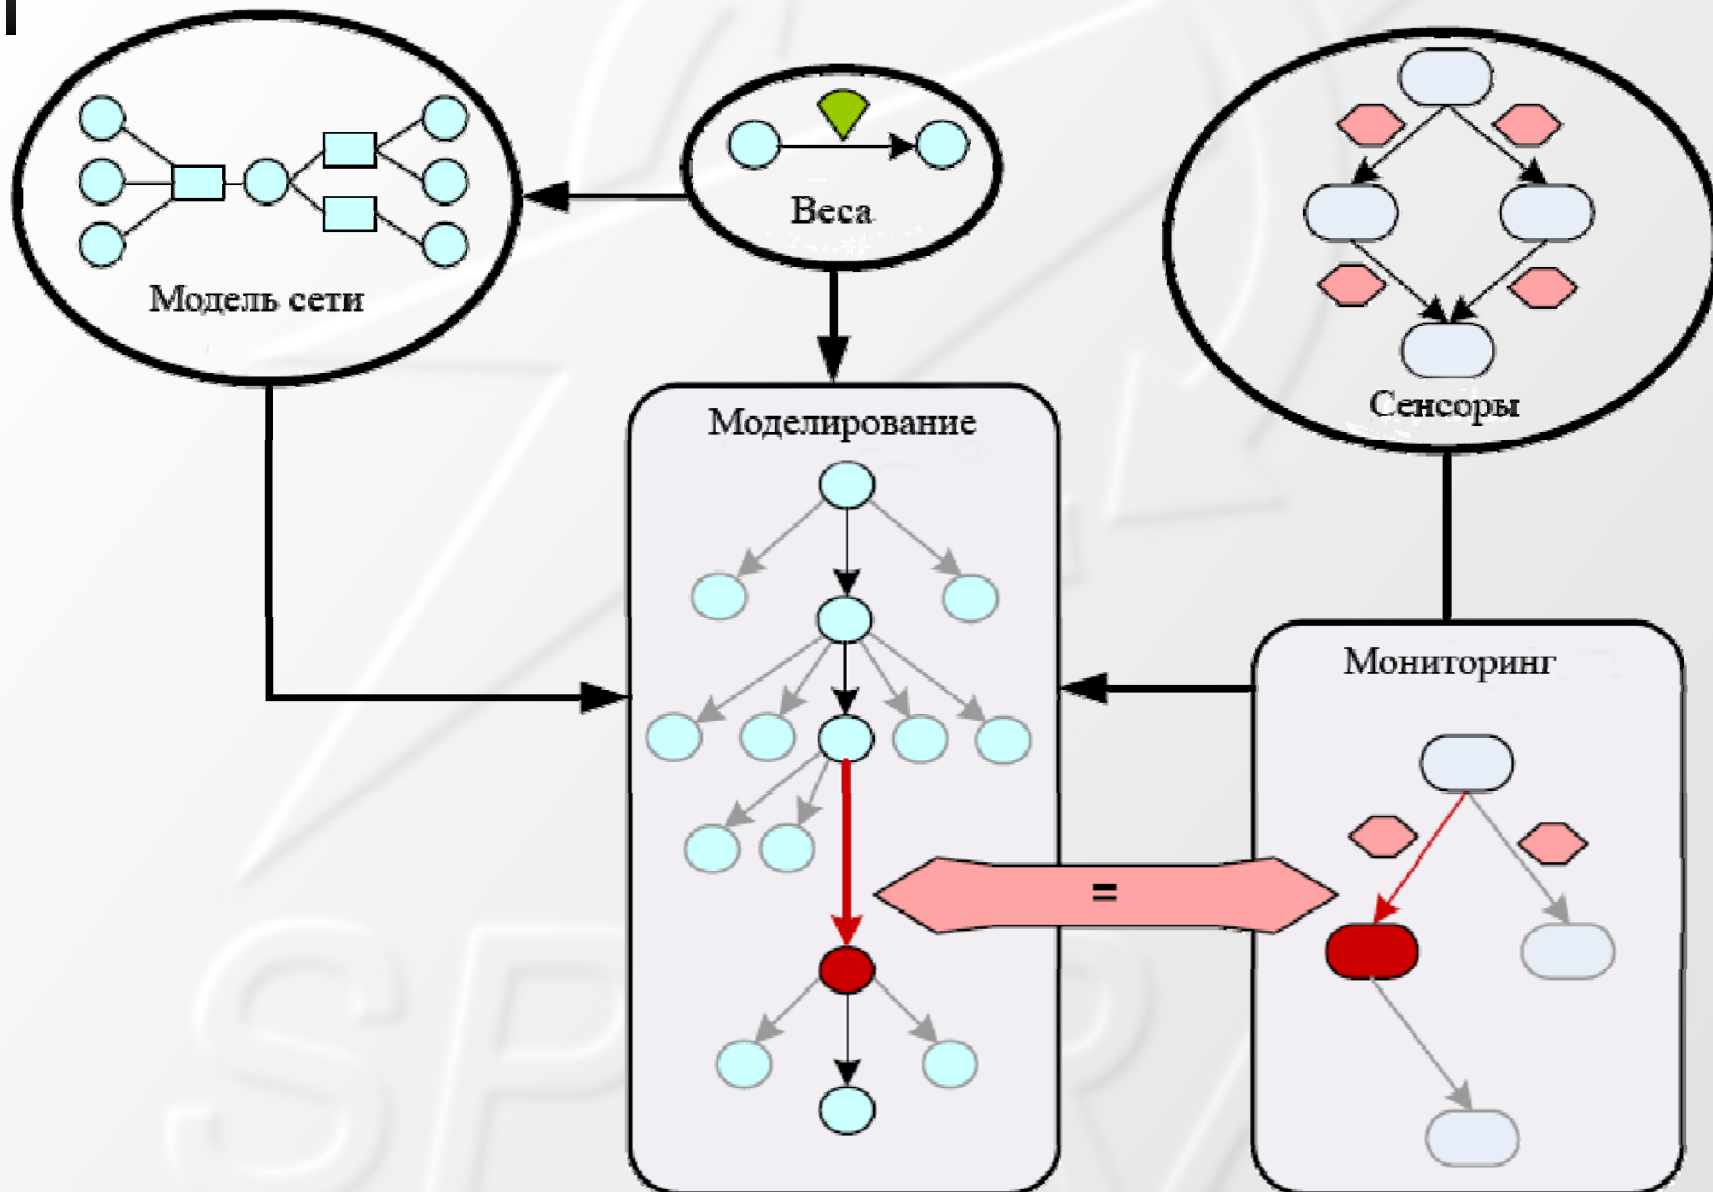 Веса
Модель сети
Сенсоры
Моделирование
Мониторинг
=